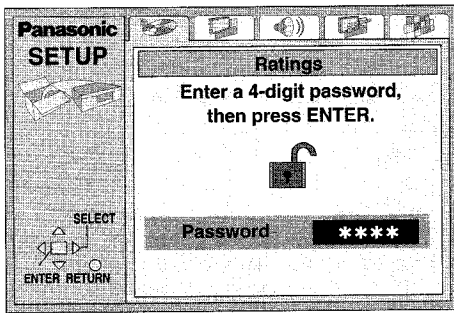 Panasonic
SETUP
Ratings
Enter a 4-digit password,
then press ENTER.
Password ****
SELECT
ENTER RETURN